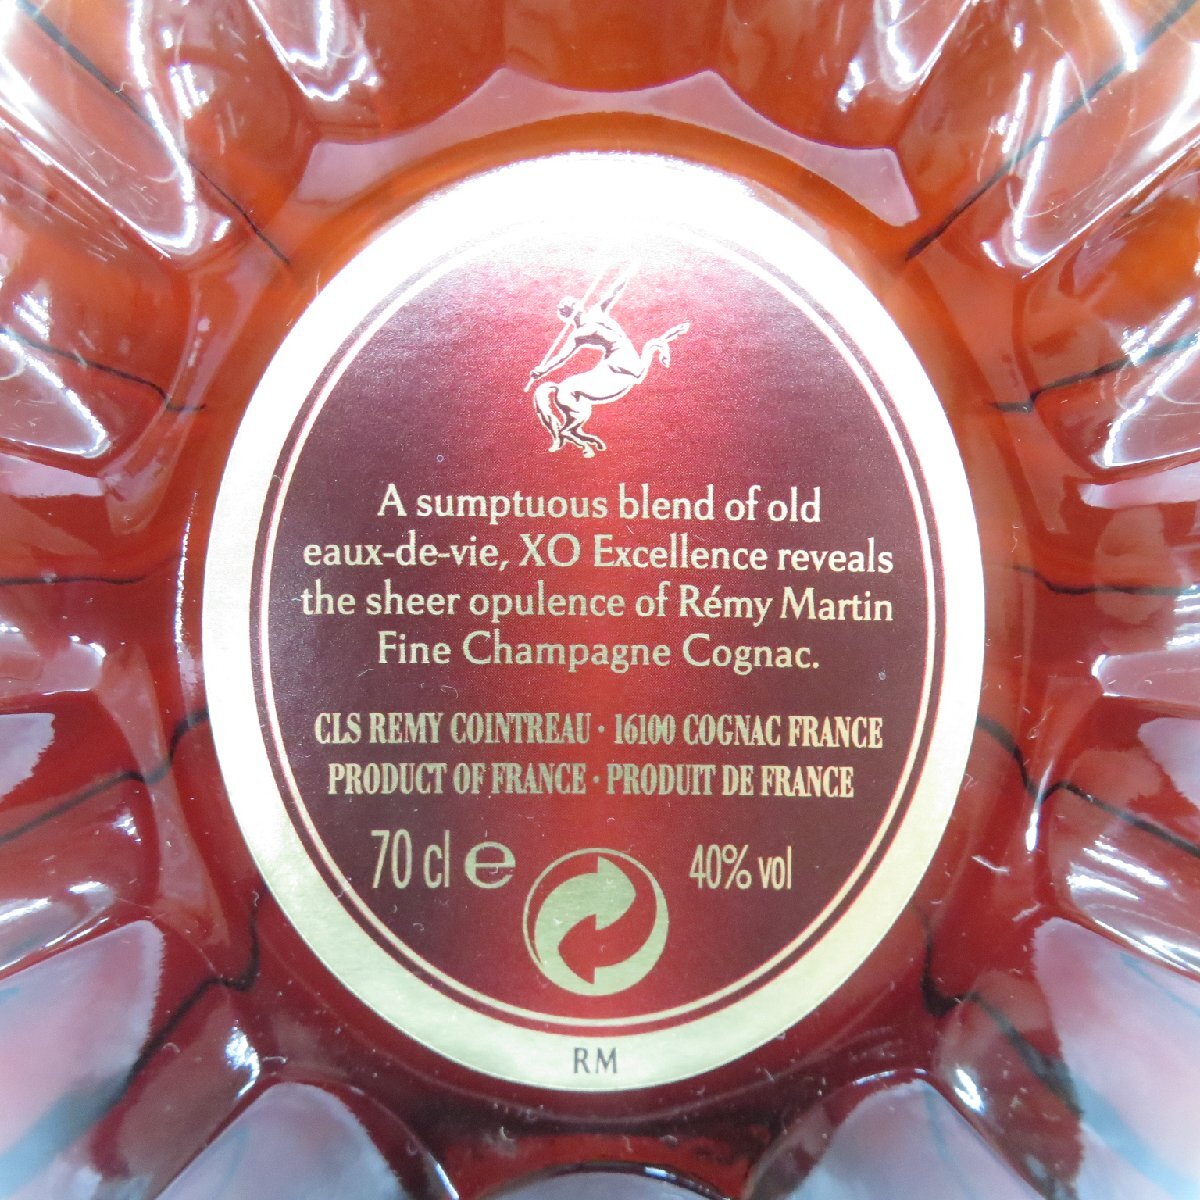 A sumptuous blend of old
eaux-de-vie, XO Excellence reveals
the sheer opulence of Rémy Martin
Fine Champagne Cognac.
CLS REMY COINTREAU · 16100 COGNAC FRANCE
PRODUCT OF FRANCE · PRODUIT DE FRANCE
70 cl e 40% vol
RM